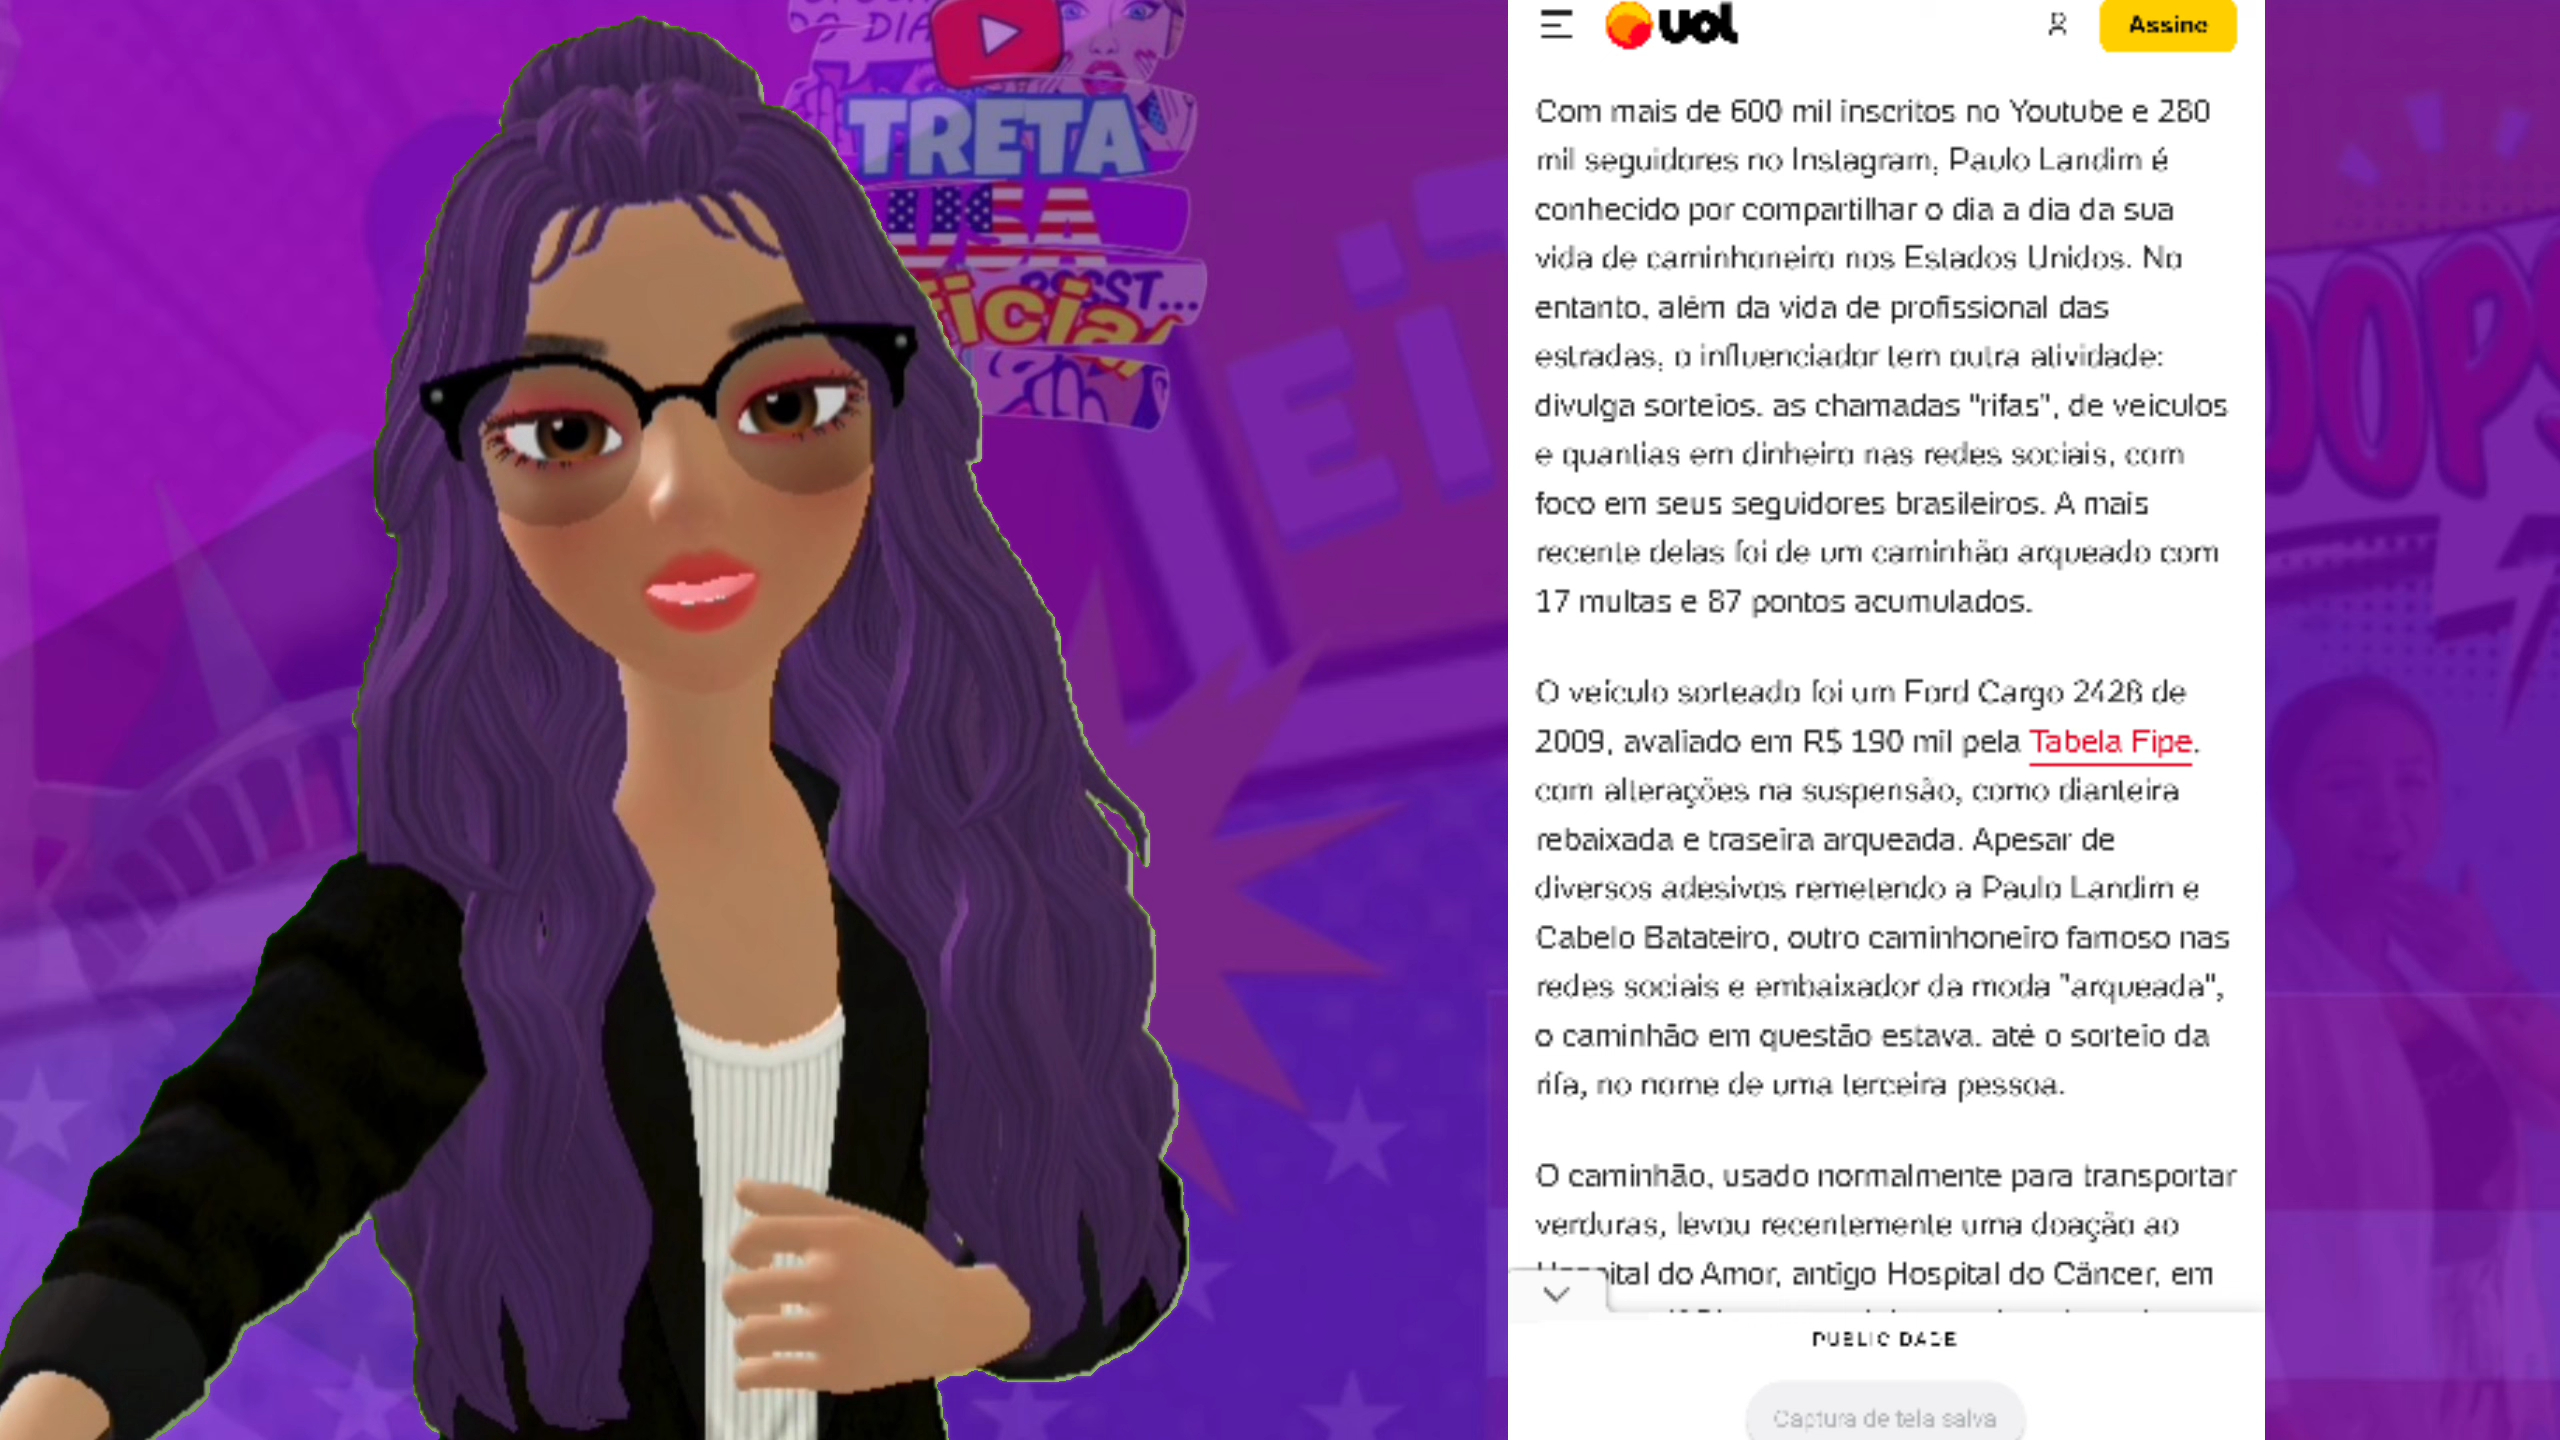 DO DIA
TRETA
USA
PSSST...
ficial
EiT
OOPS
uol
Assine
Com mais de 600 mil inscritos no Youtube e 280
mil seguidores no Instagram, Paulo Landim é
conhecido por compartilhar o dia a dia da sua
vida de caminhoneiro nos Estados Unidos. No
entanto, além da vida de profissional das
estradas, o influenciador tem outra atividade:
divulga sorteios, as chamadas "rifas", de veículos
e quantias em dinheiro nas redes sociais, com
foco em seus seguidores brasileiros. A mais
recente delas foi de um caminhão arqueado com
17 multas e 87 pontos acumulados.
O veículo sorteado foi um Ford Cargo 2428 de
2009, avaliado em R$ 190 mil pela Tabela Fipe,
com alterações na suspensão, como dianteira
rebaixada e traseira arqueada. Apesar de
diversos adesivos remetendo a Paulo Landim e
Cabelo Batateiro, outro caminhoneiro famoso nas
redes sociais e embaixador da moda "arqueada",
o caminhão em questão estava, até o sorteio da
rifa, no nome de uma terceira pessoa.
O caminhão, usado normalmente para transportar
verduras, levou recentemente uma doação ao
Hospital do Amor, antigo Hospital do Câncer, em
PUBLICIDADE
Captura de tela salva